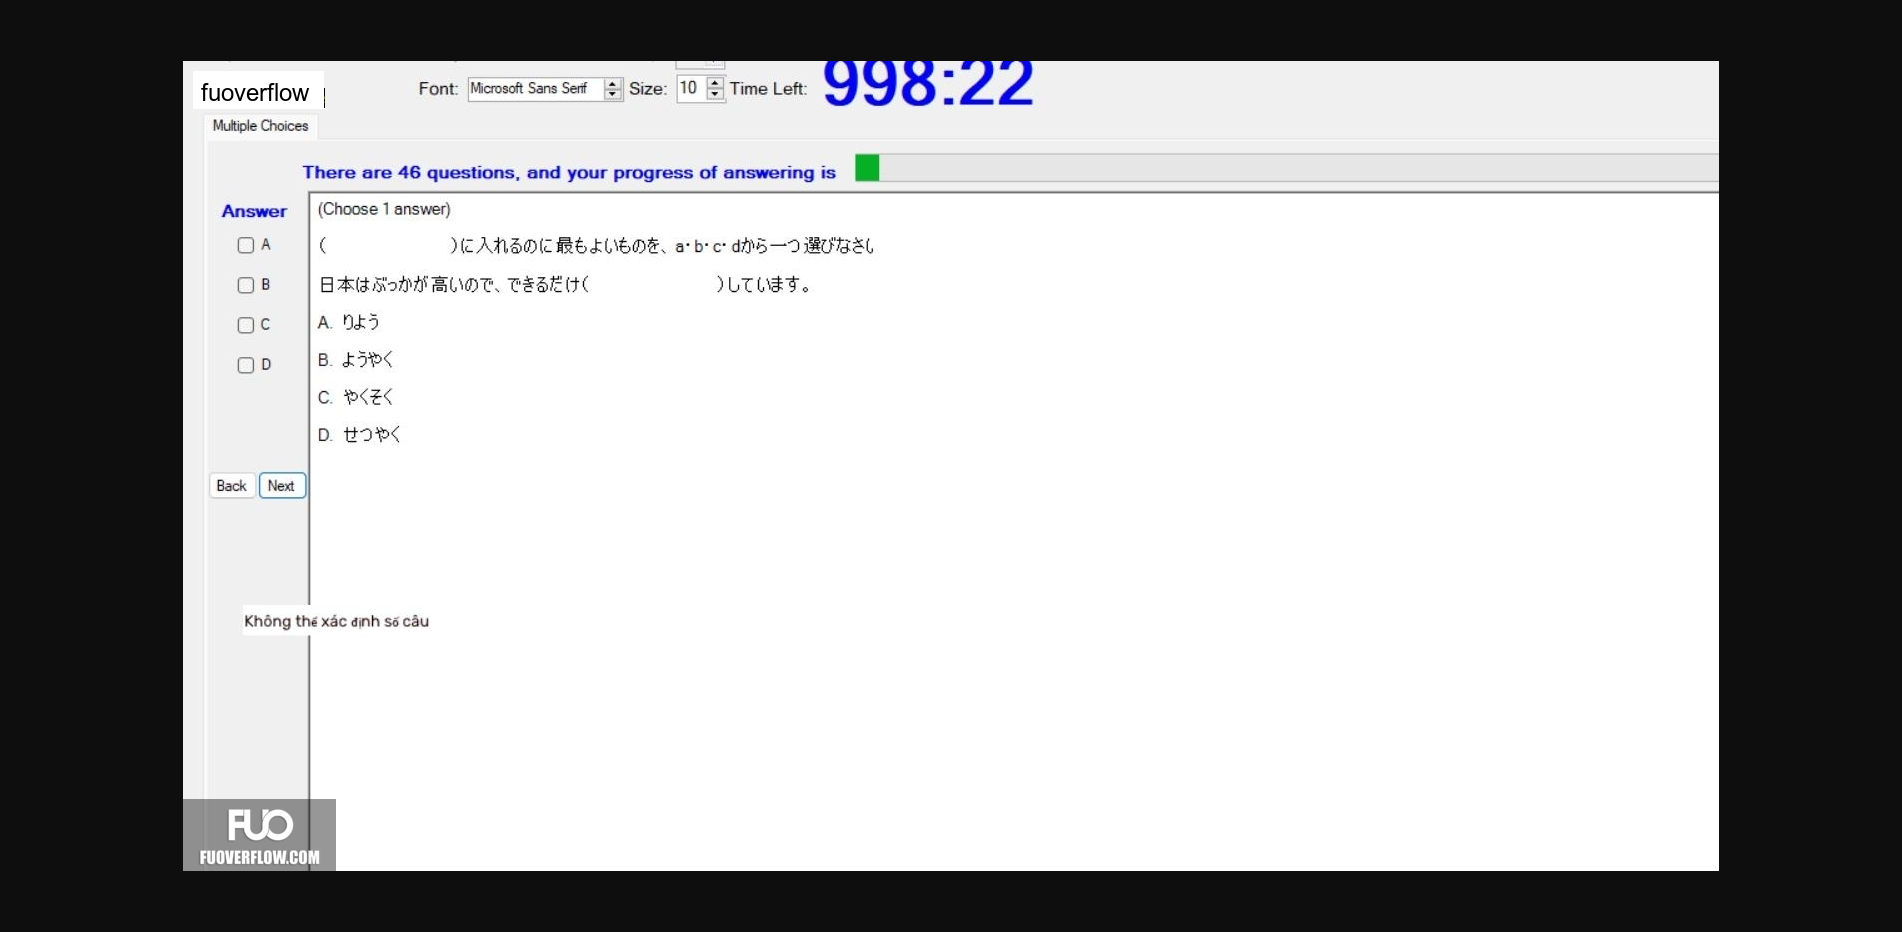 fuoverflow
Font: Microsoft Sans Serif Size: 10 Time Left: 998:22
Multiple Choices
There are 46 questions, and your progress of answering is
Answer
(Choose 1 answer)
A
( )に入れるのに最もよいものを、a・b・c・dから一つ選びなさい
B
日本はぶっかが高いので、できるだけ( )しています。
C
A. りよう
D
B. ようやく
C. やくそく
D. せつやく
Back Next
Không thể xác định số câu
FUO
FUOVERFLOW.COM